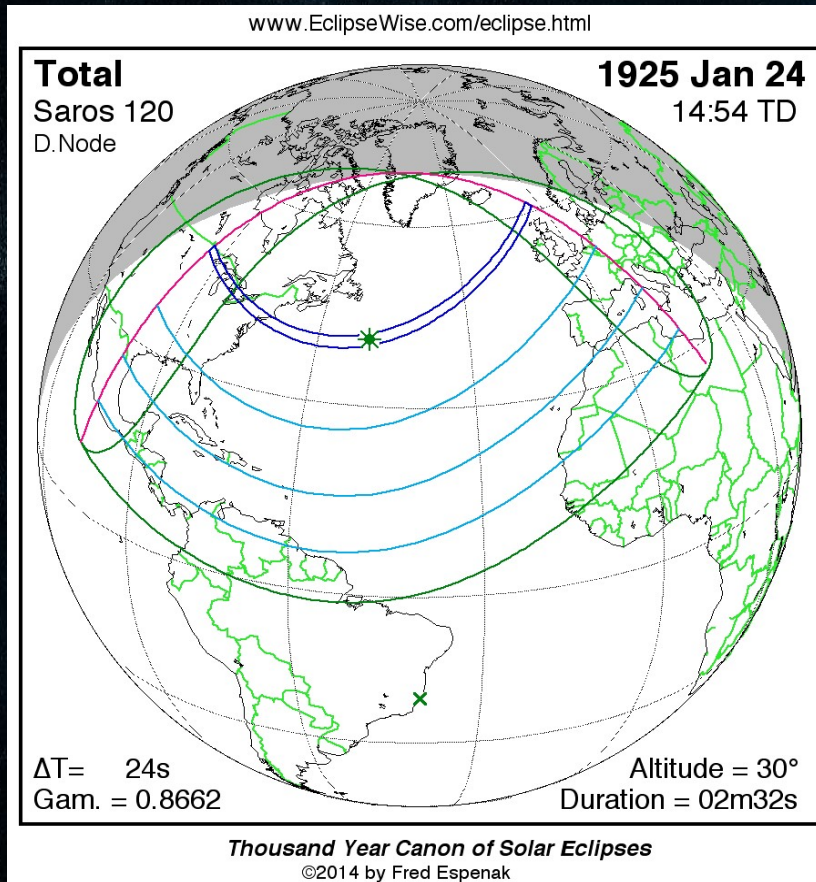 www.EclipseWise.com/eclipse.html
Total
1925 Jan 24
Saros 120
14:54 TD
D.Node
ΔT= 24s
Altitude = 30°
Gam. = 0.8662
Duration = 02m32s
Thousand Year Canon of Solar Eclipses
©2014 by Fred Espenak